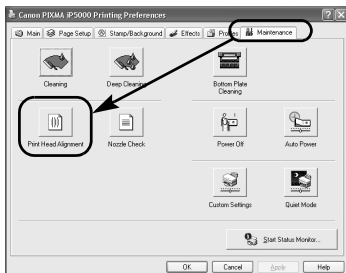 Canon PIXMA iP5000 Printing Preferences
Main Page Setup Stamp/Background Effects Profiles Maintenance
Cleaning Deep Cleaning Bottom Plate
Cleaning
Print Head Alignment Nozzle Check Power Off Auto Power
Custom Settings Quiet Mode
Start Status Monitor...
OK Cancel Apply Help